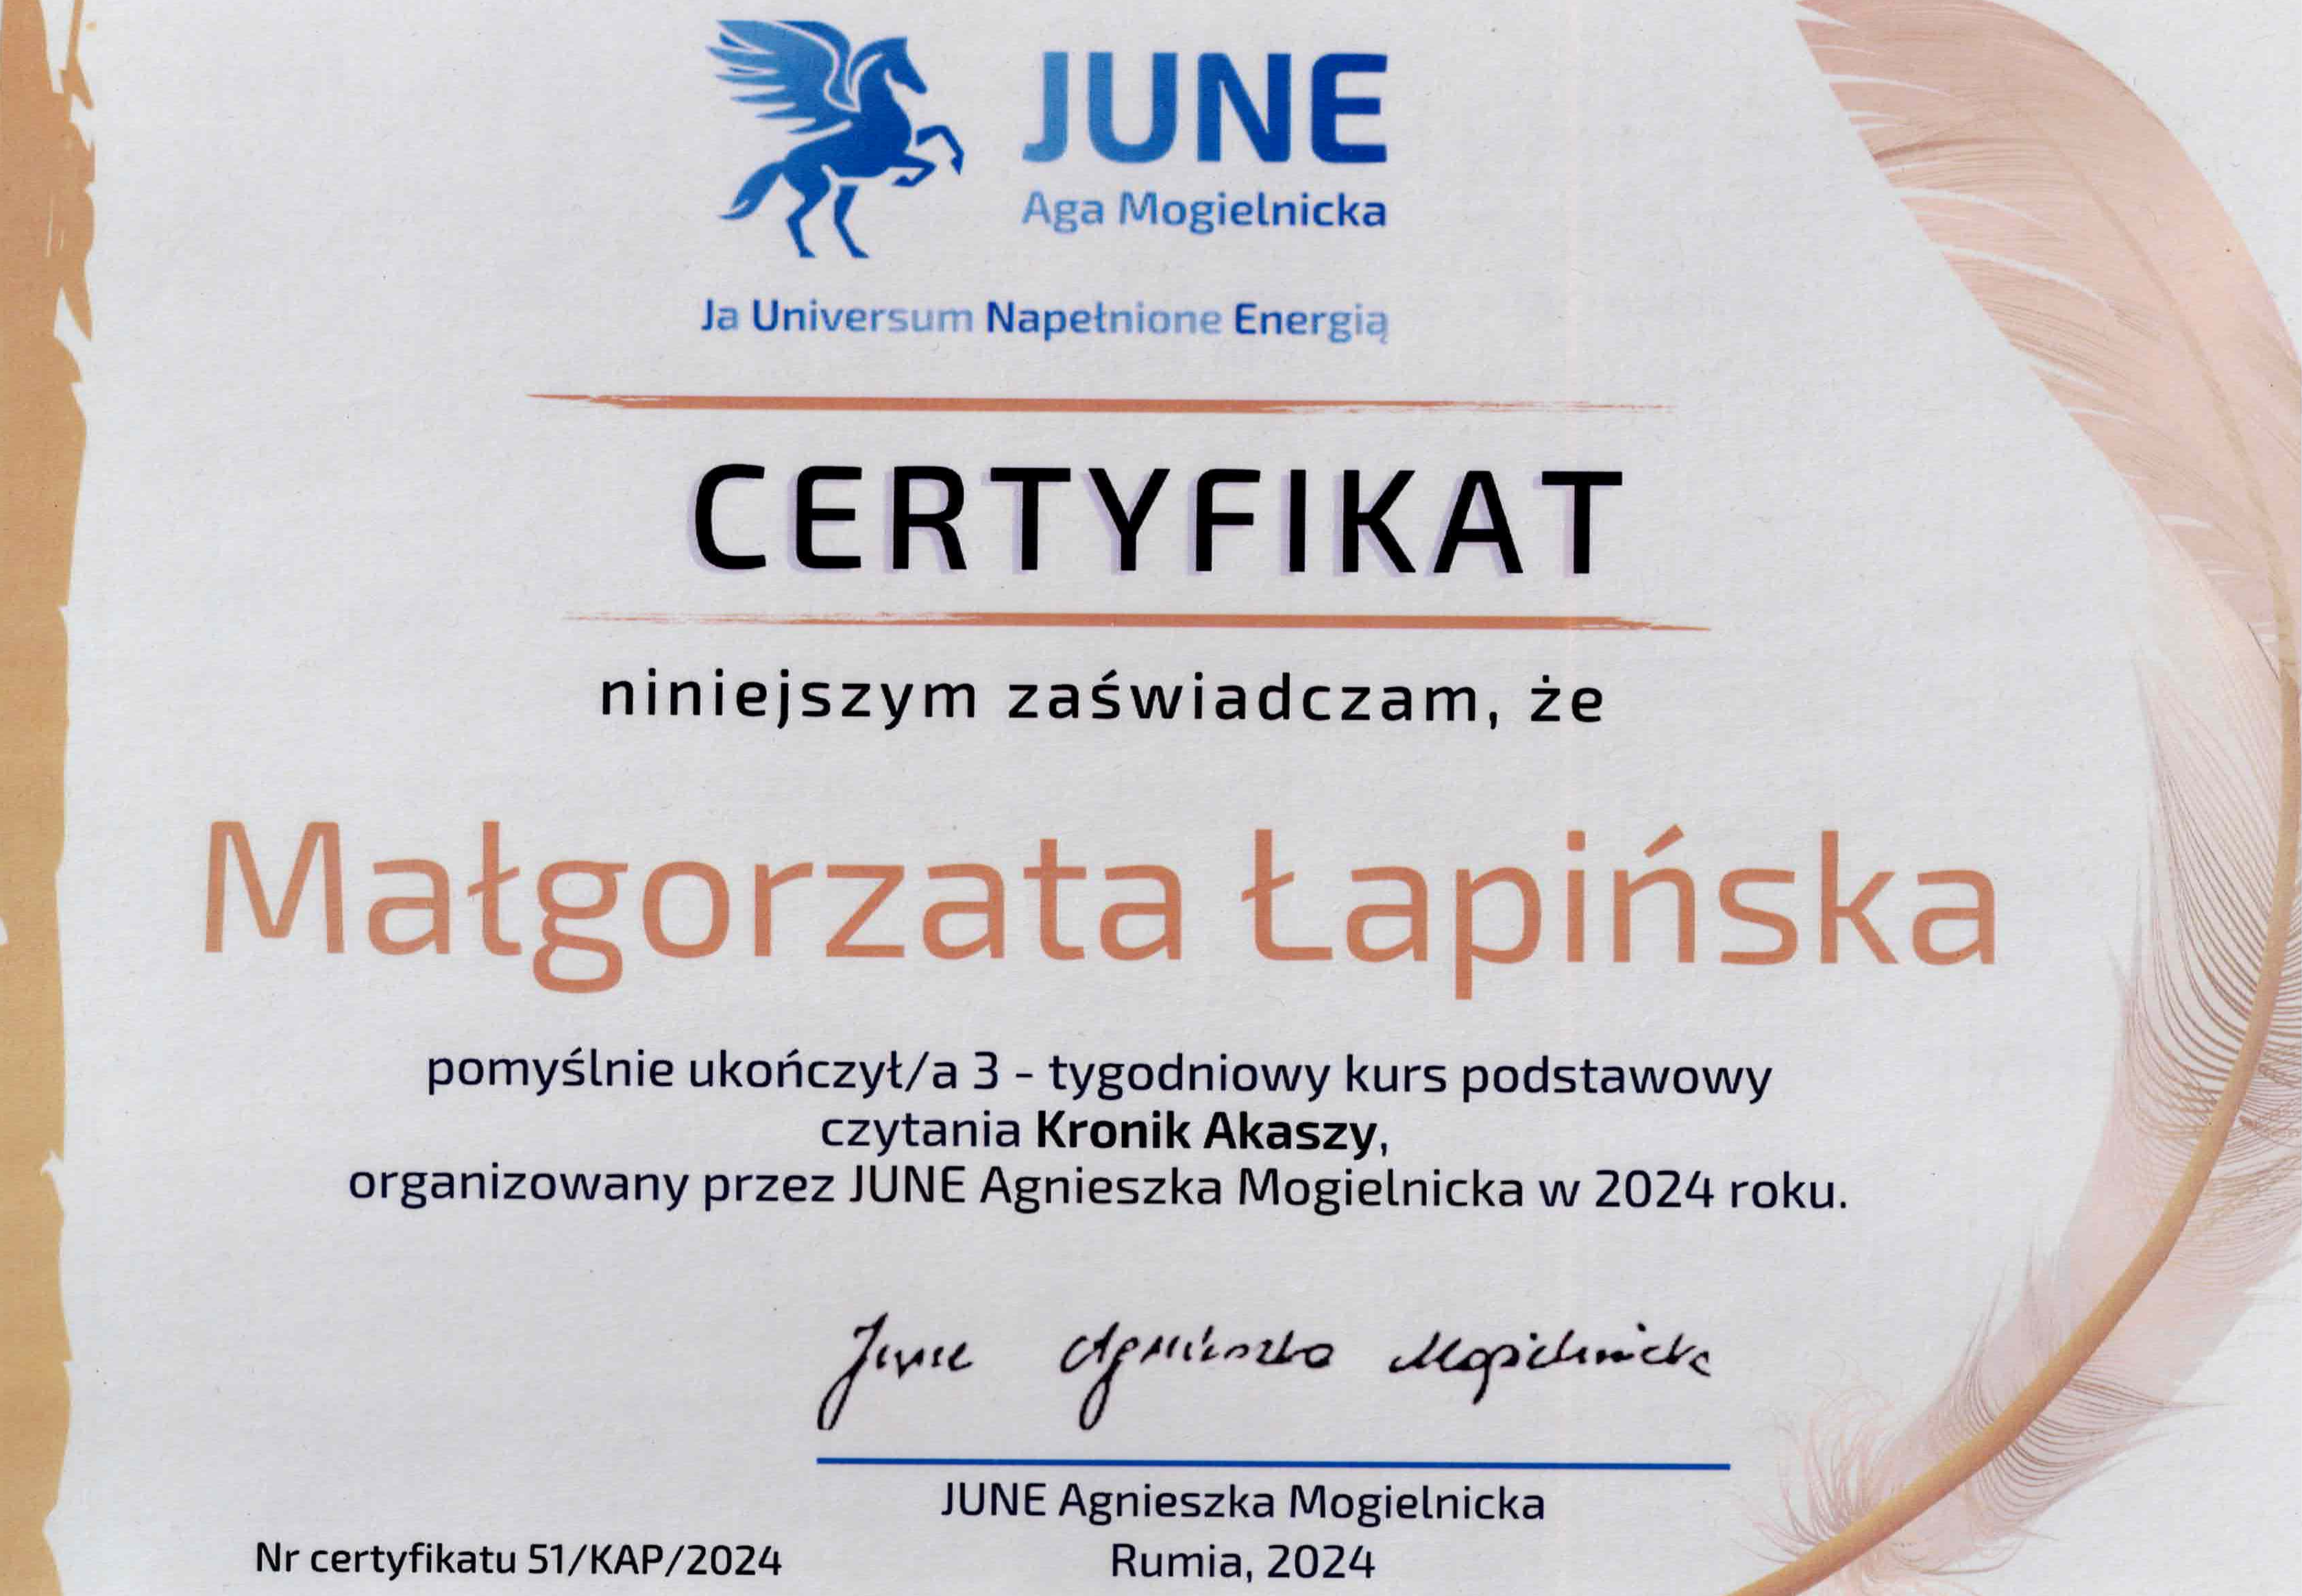 JUNE
Aga Mogielnicka
Ja Universum Napełnione Energią
CERTYFIKAT
niniejszym zaświadczam, że
Małgorzata Łapińska
pomyślnie ukończył/a 3 - tygodniowy kurs podstawowy
czytania Kronik Akaszy,
organizowany przez JUNE Agnieszka Mogielnicka w 2024 roku.
June Agnieszka Mogielnicka
JUNE Agnieszka Mogielnicka
Nr certyfikatu 51/KAP/2024
Rumia, 2024